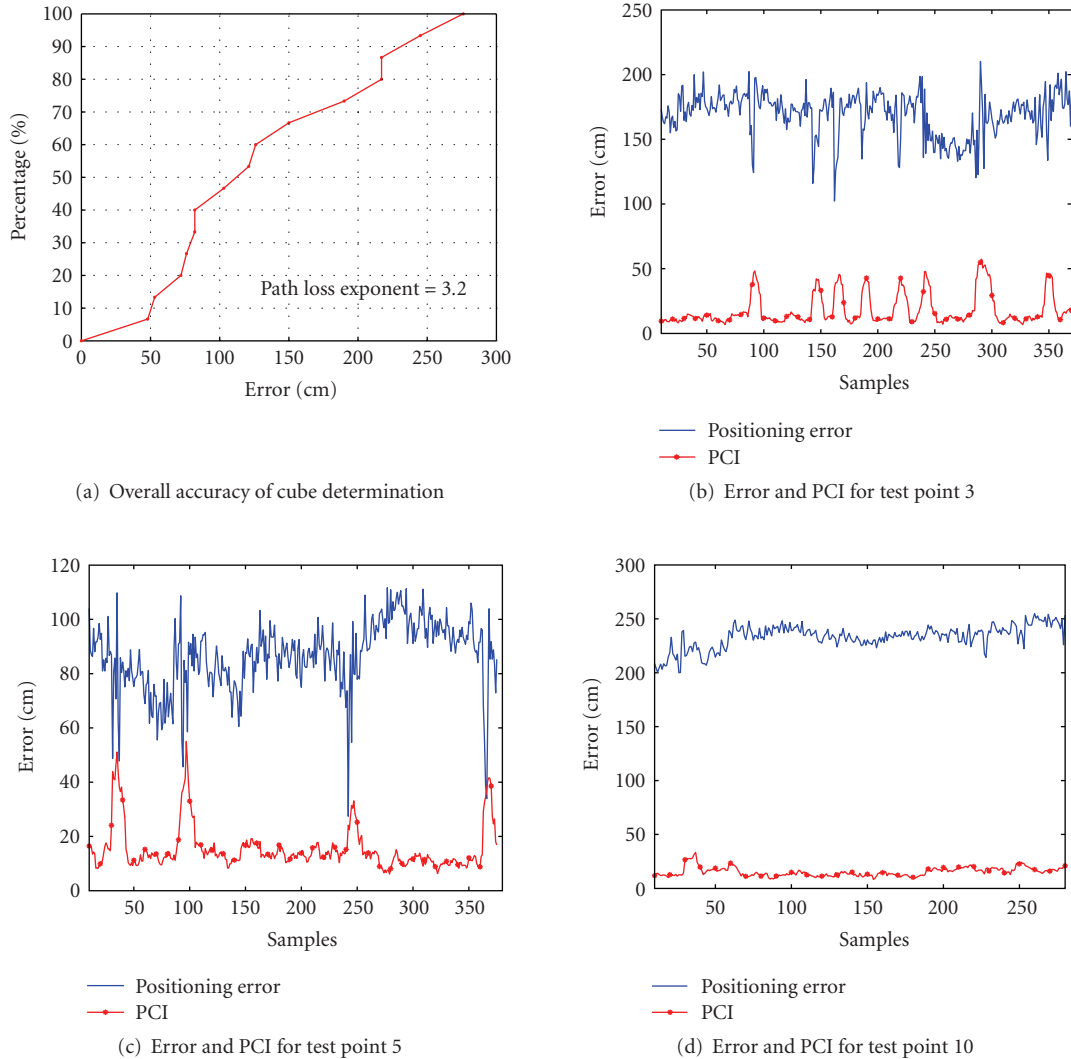 100
90
80
70
60
50
40
30
20
10
0
Percentage (%)
Path loss exponent = 3.2
0 50 100 150 200 250 300
Error (cm)
(a) Overall accuracy of cube determination
250
200
150
100
50
0
Error (cm)
50 100 150 200 250 300 350
Samples
Positioning error
PCI
(b) Error and PCI for test point 3
120
100
80
60
40
20
0
Error (cm)
50 100 150 200 250 300 350
Samples
Positioning error
PCI
(c) Error and PCI for test point 5
300
250
200
150
100
50
0
Error (cm)
50 100 150 200 250
Samples
Positioning error
PCI
(d) Error and PCI for test point 10